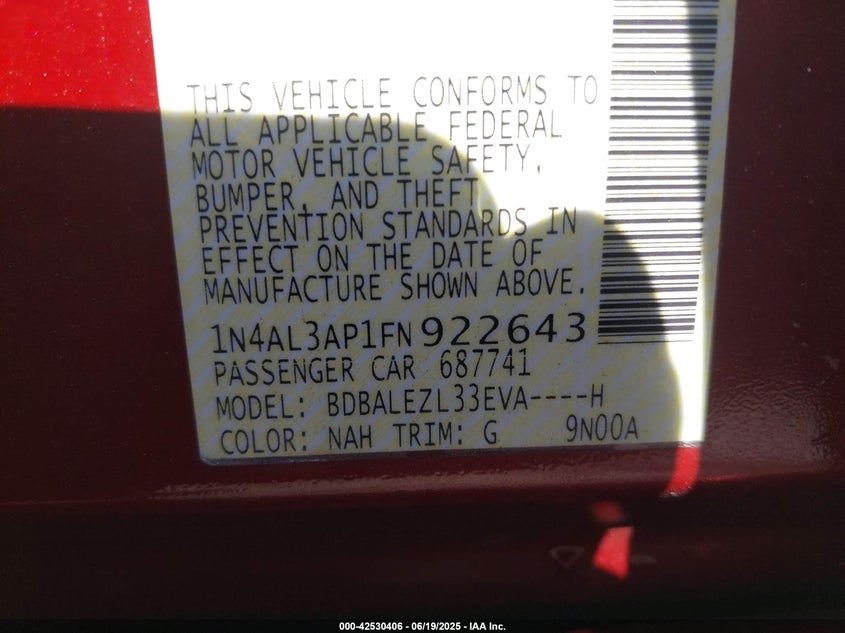 THIS VEHICLE CONFORMS TO
ALL APPLICABLE FEDERAL
MOTOR VEHICLE SAFETY,
BUMPER, AND THEFT
PREVENTION STANDARDS IN
EFFECT ON THE DATE OF
MANUFACTURE SHOWN ABOVE.
1N4AL3AP1FN922643
PASSENGER CAR 687741
MODEL: BDBALEZL33EVA----H
COLOR: NAH TRIM: G 9N00A
000-42530406 - 06/19/2025 - IAA Inc.